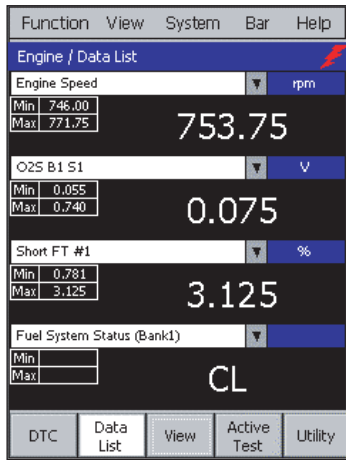 Function View System Bar Help
Engine / Data List
Engine Speed rpm
Min 746.00
Max 771.75
753.75
O2S B1 S1 V
Min 0.055
Max 0.740
0.075
Short FT #1 %
Min 0.781
Max 3.125
3.125
Fuel System Status (Bank1)
Min
Max
CL
DTC Data List View Active Test Utility